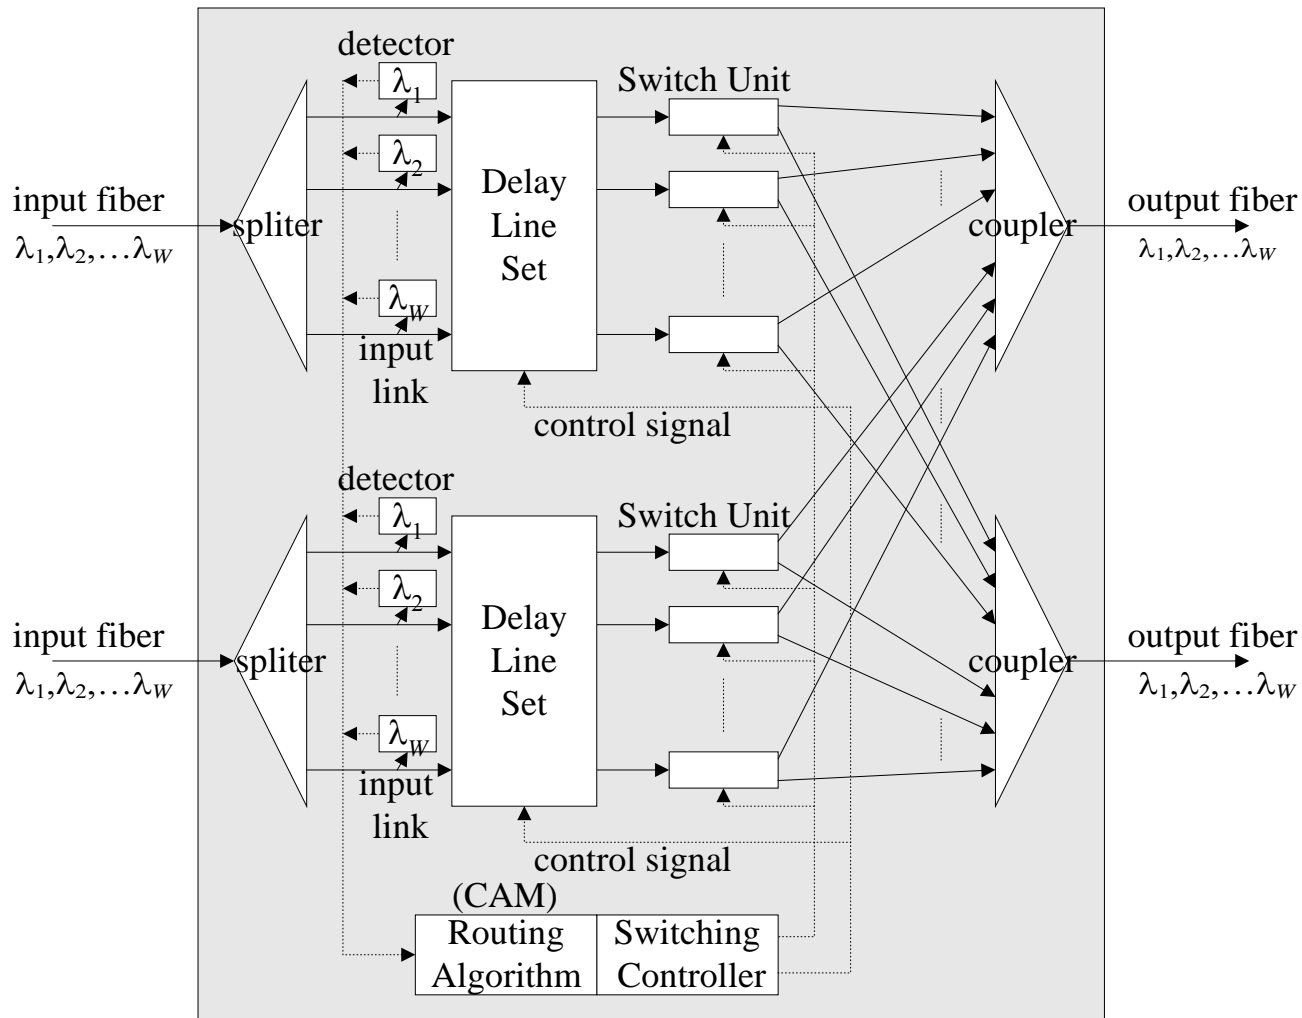 detector
λ1
Switch Unit
λ2
Delay
Line
Set
input fiber
λ1,λ2,…λW
spliter
coupler
output fiber
λ1,λ2,…λW
λW
input
link
control signal
detector
λ1
Switch Unit
λ2
Delay
Line
Set
input fiber
λ1,λ2,…λW
spliter
coupler
output fiber
λ1,λ2,…λW
λW
input
link
control signal
(CAM)
Routing
Algorithm
Switching
Controller